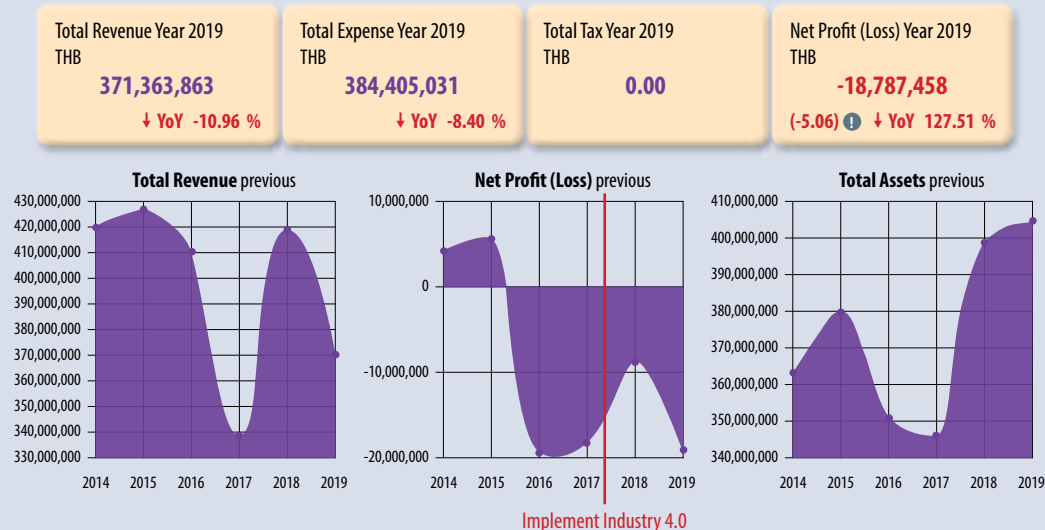 Total Revenue Year 2019
THB
371,363,863
↓ YoY -10.96 %
Total Expense Year 2019
THB
384,405,031
↓ YoY -8.40 %
Total Tax Year 2019
THB
0.00
Net Profit (Loss) Year 2019
THB
-18,787,458
(-5.06) ! ↓ YoY 127.51 %
Total Revenue previous
430,000,000
420,000,000
410,000,000
400,000,000
390,000,000
380,000,000
370,000,000
360,000,000
350,000,000
340,000,000
330,000,000
2014 2015 2016 2017 2018 2019
Net Profit (Loss) previous
10,000,000
0
-10,000,000
-20,000,000
2014 2015 2016 2017 2018 2019
Implement Industry 4.0
Total Assets previous
410,000,000
400,000,000
390,000,000
380,000,000
370,000,000
360,000,000
350,000,000
340,000,000
2014 2015 2016 2017 2018 2019